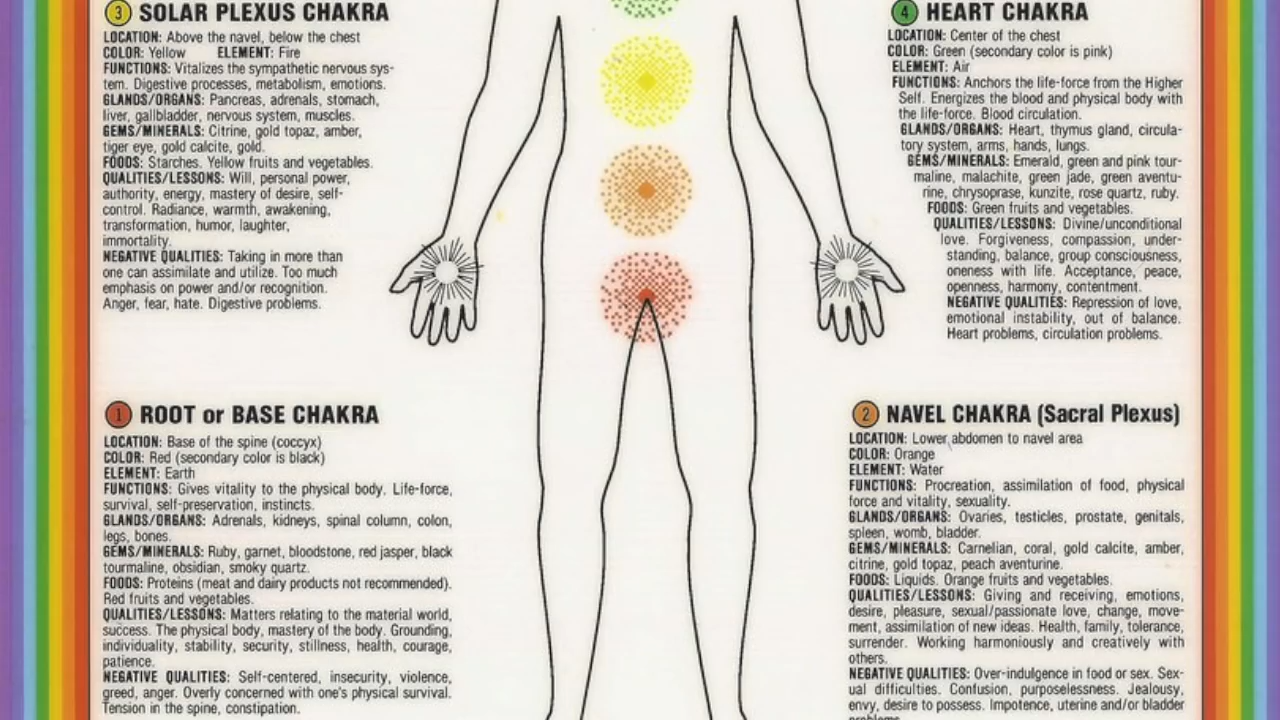 3 SOLAR PLEXUS CHAKRA
LOCATION: Above the navel, below the chest
COLOR: Yellow ELEMENT: Fire
FUNCTIONS: Vitalizes the sympathetic nervous sys-
tem. Digestive processes, metabolism, emotions.
GLANDS/ORGANS: Pancreas, adrenals, stomach,
liver, gallbladder, nervous system, muscles.
GEMS/MINERALS: Citrine, gold topaz, amber,
tiger eye, gold calcite, gold.
FOODS: Starches. Yellow fruits and vegetables.
QUALITIES/LESSONS: Will, personal power,
authority, energy, mastery of desire, self-
control. Radiance, warmth, awakening,
transformation, humor, laughter,
immortality.
NEGATIVE QUALITIES: Taking in more than
one can assimilate and utilize. Too much
emphasis on power and/or recognition.
Anger, fear, hate. Digestive problems.
4 HEART CHAKRA
LOCATION: Center of the chest
COLOR: Green (secondary color is pink)
ELEMENT: Air
FUNCTIONS: Anchors the life-force from the Higher
Self. Energizes the blood and physical body with
the life-force. Blood circulation.
GLANDS/ORGANS: Heart, thymus gland, circula-
tory system, arms, hands, lungs.
GEMS/MINERALS: Emerald, green and pink tour-
maline, malachite, green jade, green aventu-
rine, chrysoprase, kunzite, rose quartz, ruby.
FOODS: Green fruits and vegetables.
QUALITIES/LESSONS: Divine/unconditional
love. Forgiveness, compassion, under-
standing, balance, group consciousness,
oneness with life. Acceptance, peace,
openness, harmony, contentment.
NEGATIVE QUALITIES: Repression of love,
emotional instability, out of balance.
Heart problems, circulation problems.
1 ROOT or BASE CHAKRA
LOCATION: Base of the spine (coccyx)
COLOR: Red (secondary color is black)
ELEMENT: Earth
FUNCTIONS: Gives vitality to the physical body. Life-force,
survival, self-preservation, instincts.
GLANDS/ORGANS: Adrenals, kidneys, spinal column, colon,
legs, bones.
GEMS/MINERALS: Ruby, garnet, bloodstone, red jasper, black
tourmaline, obsidian, smoky quartz.
FOODS: Proteins (meat and dairy products not recommended).
Red fruits and vegetables.
QUALITIES/LESSONS: Matters relating to the material world,
success. The physical body, mastery of the body. Grounding,
individuality, stability, security, stillness, health, courage,
patience.
NEGATIVE QUALITIES: Self-centered, insecurity, violence,
greed, anger. Overly concerned with one's physical survival.
Tension in the spine, constipation.
2 NAVEL CHAKRA (Sacral Plexus)
LOCATION: Lower abdomen to navel area
COLOR: Orange
ELEMENT: Water
FUNCTIONS: Procreation, assimilation of food, physical
force and vitality, sexuality.
GLANDS/ORGANS: Ovaries, testicles, prostate, genitals,
spleen, womb, bladder.
GEMS/MINERALS: Carnelian, coral, gold calcite, amber,
citrine, gold topaz, peach aventurine.
FOODS: Liquids. Orange fruits and vegetables.
QUALITIES/LESSONS: Giving and receiving, emotions,
desire, pleasure, sexual/passionate love, change, move-
ment, assimilation of new ideas. Health, family, tolerance,
surrender. Working harmoniously and creatively with
others.
NEGATIVE QUALITIES: Over-indulgence in food or sex. Sex-
ual difficulties. Confusion, purposelessness. Jealousy,
envy, desire to possess. Impotence, uterine and/or bladder
problems.